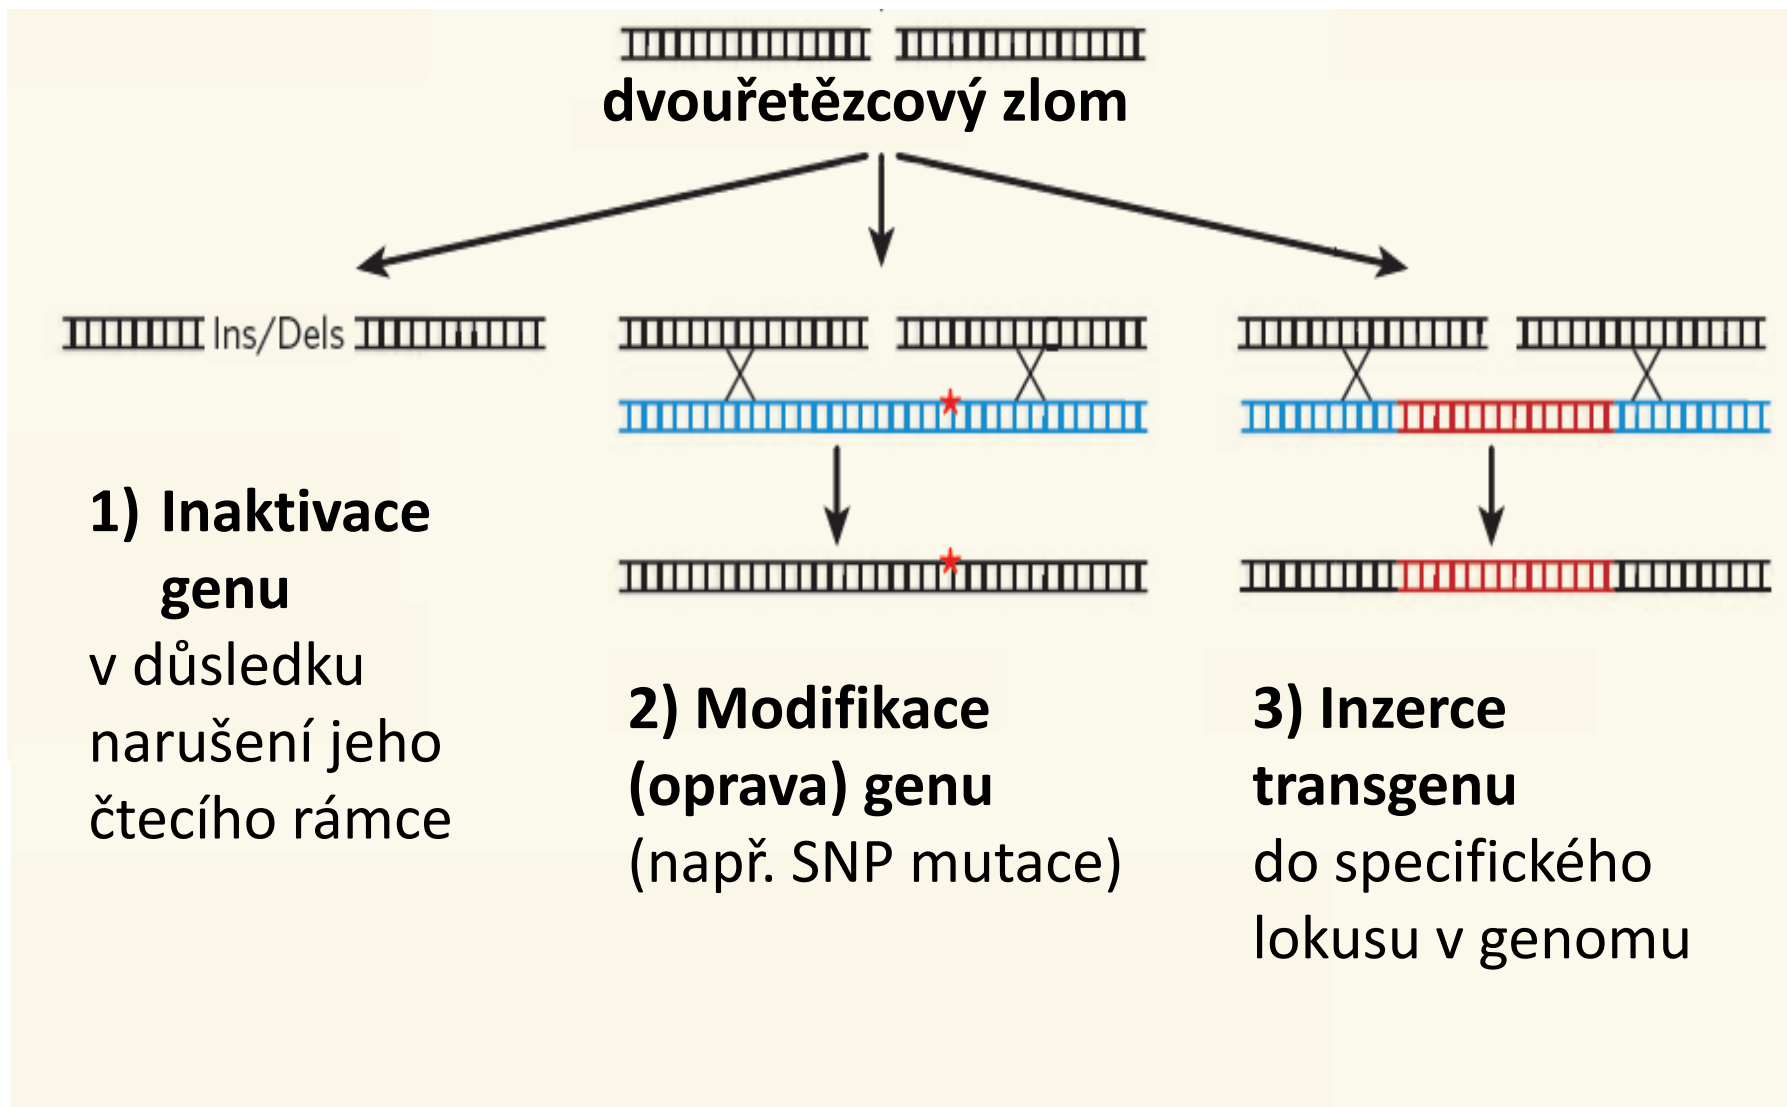 dvouřetězcový zlom
Ins/Dels
1) Inaktivace
genu
v důsledku
narušení jeho
čtecího rámce
2) Modifikace
(oprava) genu
(např. SNP mutace)
3) Inzerce
transgenu
do specifického
lokusu v genomu